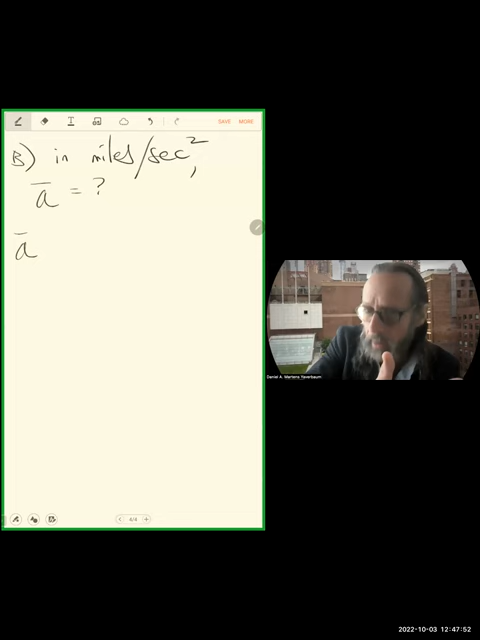 SAVE MORE
B) in miles/sec²,
a̅ = ?
a̅
4/4
Daniel A. Martens Yaverbaum
2022-10-03 12:47:52